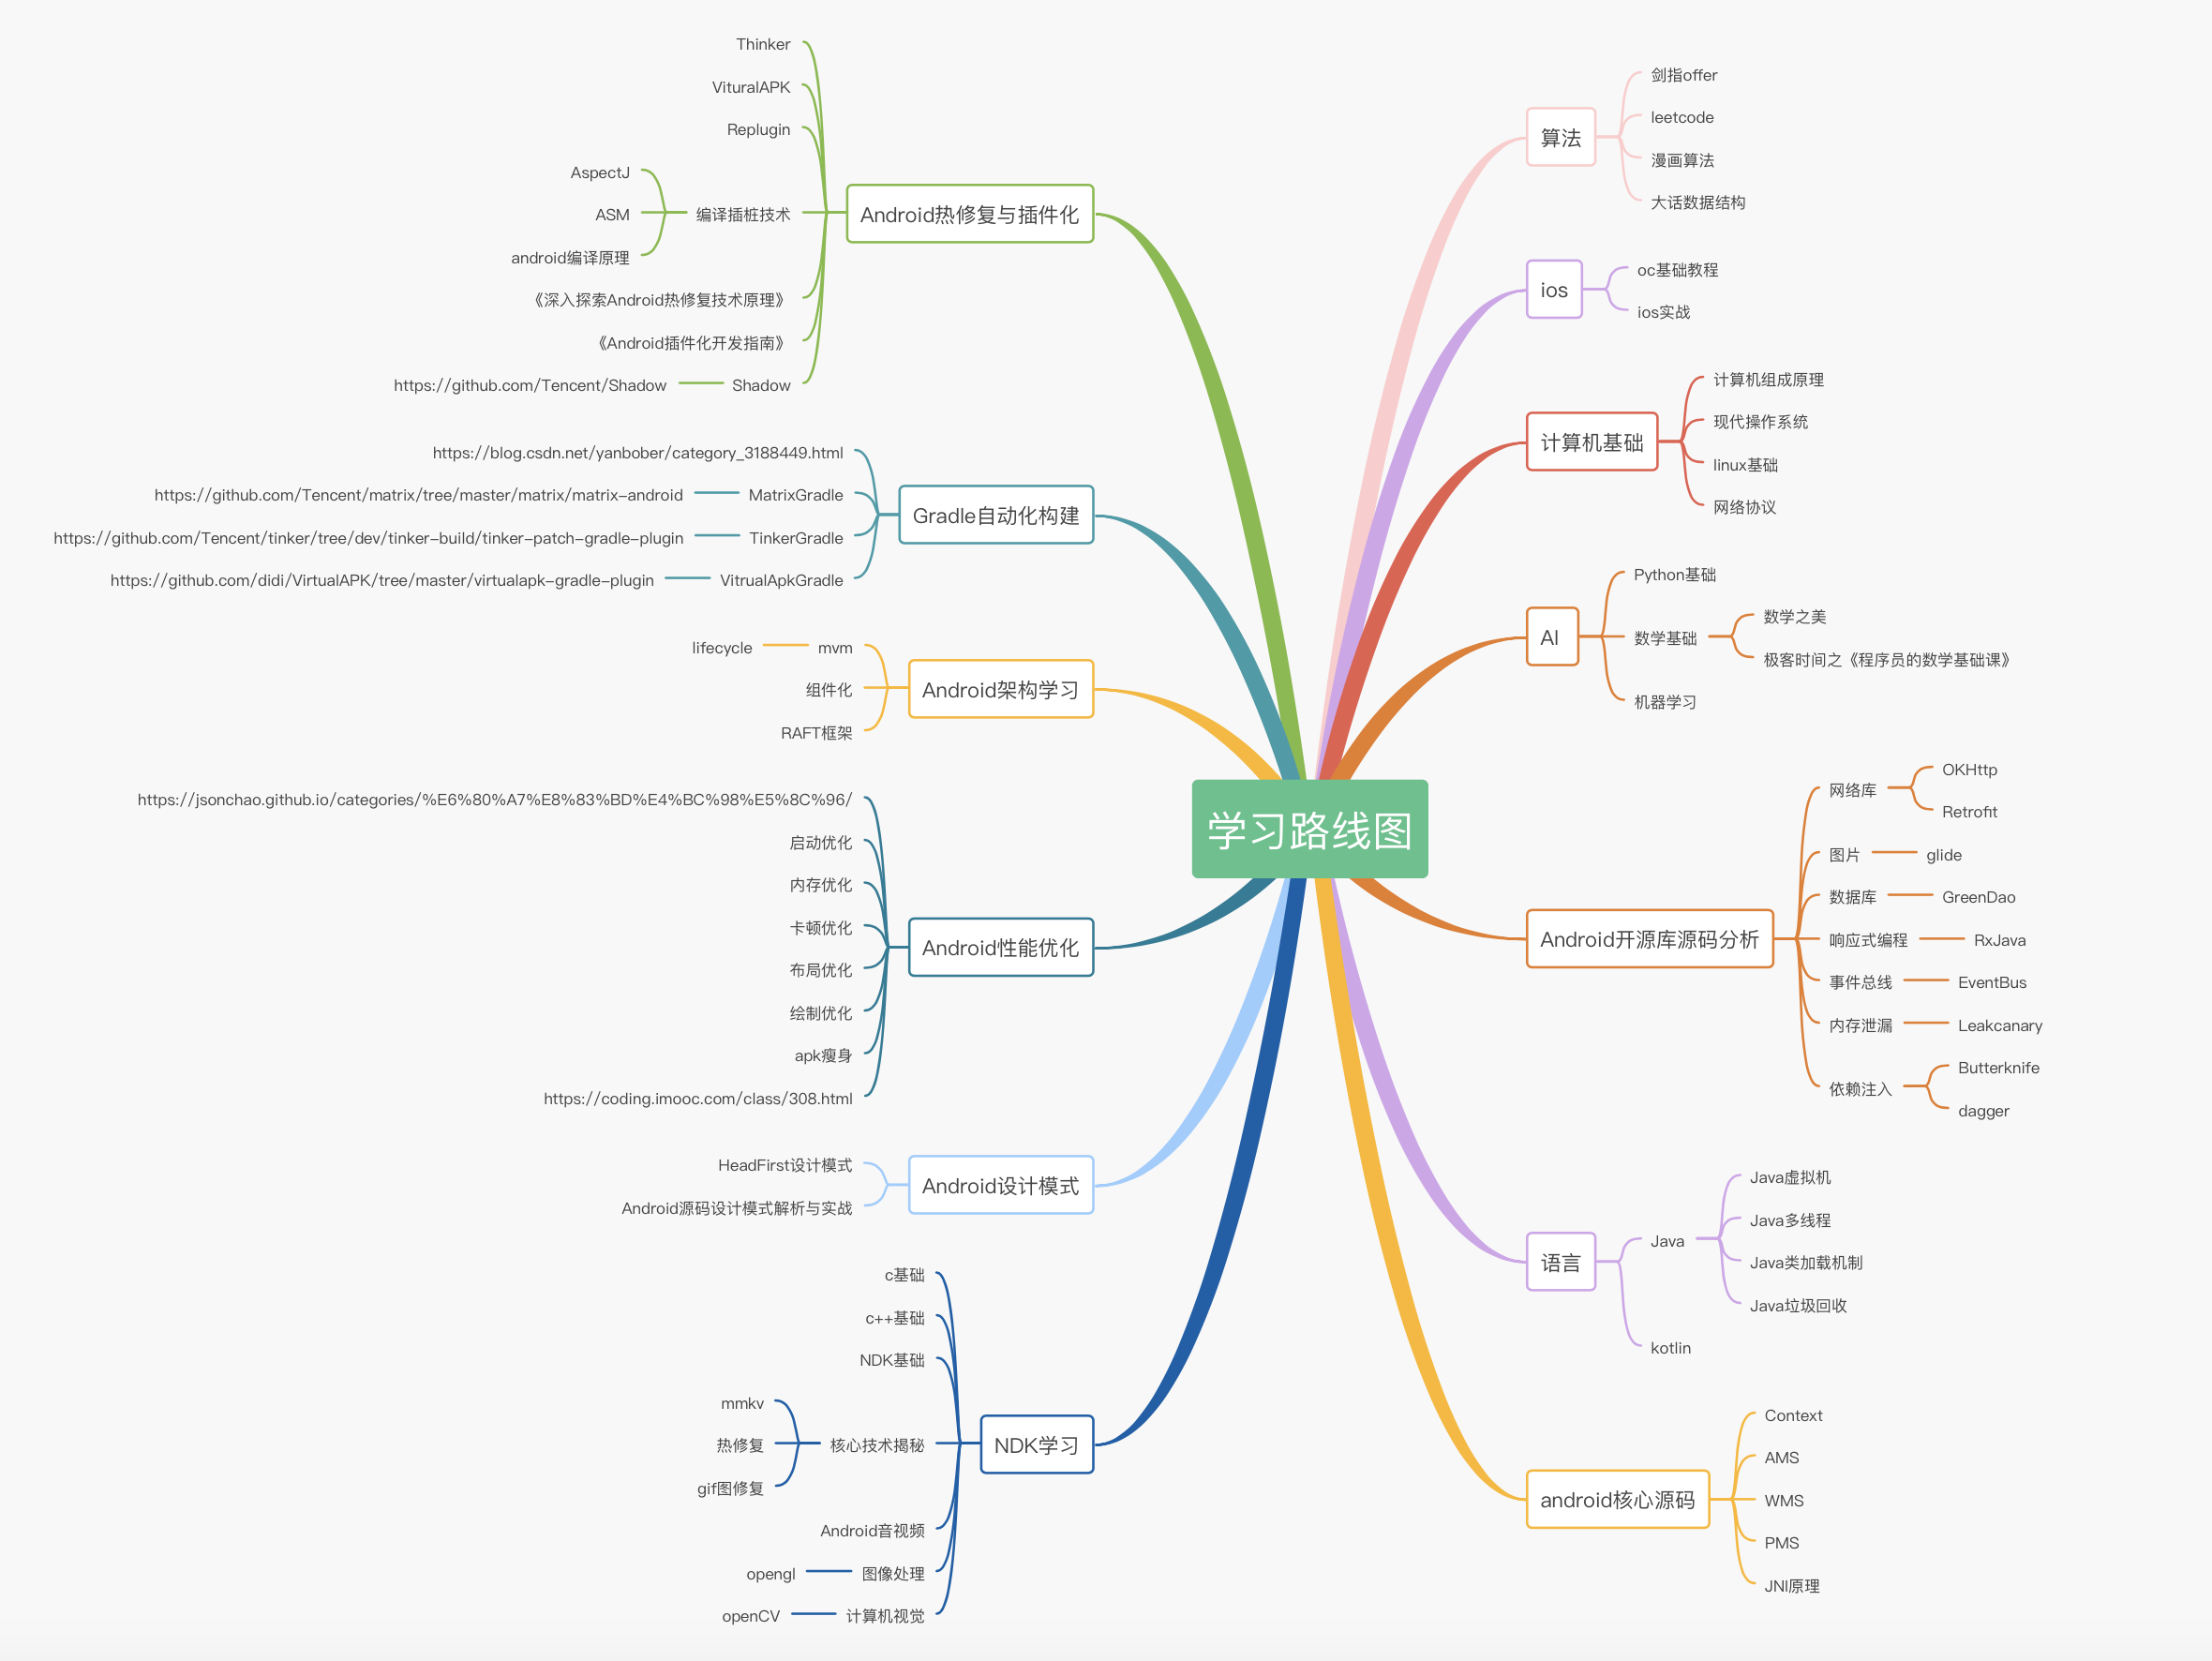 学习路线图
算法
剑指offer
leetcode
漫画算法
大话数据结构
ios
oc基础教程
ios实战
计算机基础
计算机组成原理
现代操作系统
linux基础
网络协议
AI
Python基础
数学基础
数学之美
极客时间之《程序员的数学基础课》
机器学习
Android开源库源码分析
网络库
OKHttp
Retrofit
图片
glide
数据库
GreenDao
响应式编程
RxJava
事件总线
EventBus
内存泄漏
Leakcanary
依赖注入
Butterknife
dagger
语言
Java
Java虚拟机
Java多线程
Java类加载机制
Java垃圾回收
kotlin
android核心源码
Context
AMS
WMS
PMS
JNI原理
Android热修复与插件化
Thinker
VituralAPK
Replugin
编译插桩技术
AspectJ
ASM
android编译原理
《深入探索Android热修复技术原理》
《Android插件化开发指南》
Shadow
https://github.com/Tencent/Shadow
Gradle自动化构建
https://blog.csdn.net/yanbober/category_3188449.html
MatrixGradle
https://github.com/Tencent/matrix/tree/master/matrix/matrix-android
TinkerGradle
https://github.com/Tencent/tinker/tree/dev/tinker-build/tinker-patch-gradle-plugin
VitrualApkGradle
https://github.com/didi/VirtualAPK/tree/master/virtualapk-gradle-plugin
Android架构学习
mvm
lifecycle
组件化
RAFT框架
Android性能优化
https://jsonchao.github.io/categories/%E6%80%A7%E8%83%BD%E4%BC%98%E5%8C%96/
启动优化
内存优化
卡顿优化
布局优化
绘制优化
apk瘦身
https://coding.imooc.com/class/308.html
Android设计模式
HeadFirst设计模式
Android源码设计模式解析与实战
NDK学习
c基础
c++基础
NDK基础
核心技术揭秘
mmkv
热修复
gif图修复
Android音视频
图像处理
opengl
计算机视觉
openCV